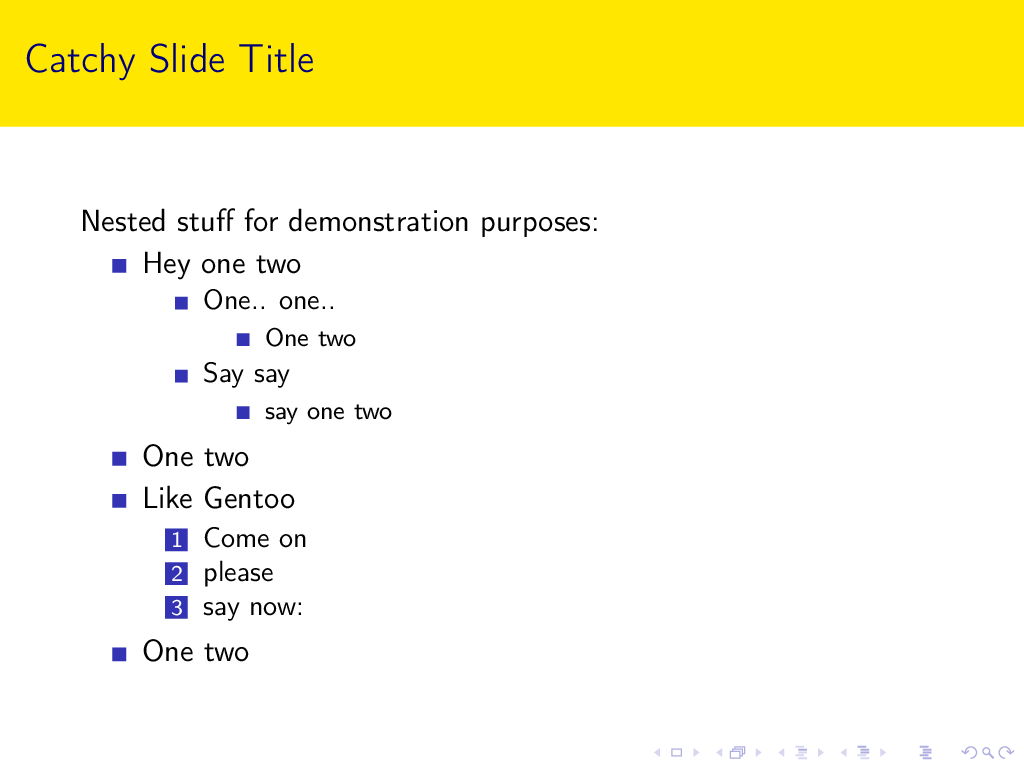 Catchy Slide Title
Nested stuff for demonstration purposes:
Hey one two
One.. one..
One two
Say say
say one two
One two
Like Gentoo
1 Come on
2 please
3 say now:
One two